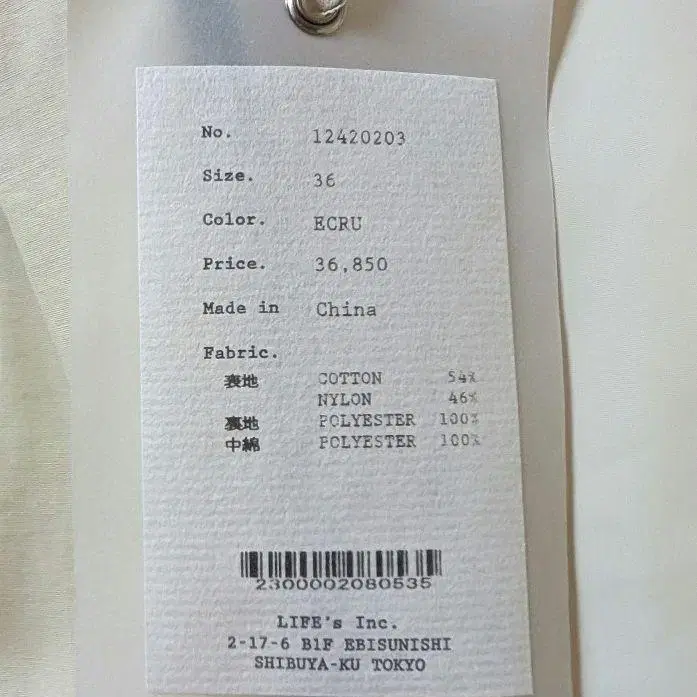 No. 12420203
Size. 36
Color. ECRU
Price. 36,850
Made in China
Fabric.
表地 COTTON 54%
NYLON 46%
裏地 POLYESTER 100%
中綿 POLYESTER 100%
2300002080535
LIFE's Inc.
2-17-6 B1F EBISUNISHI
SHIBUYA-KU TOKYO